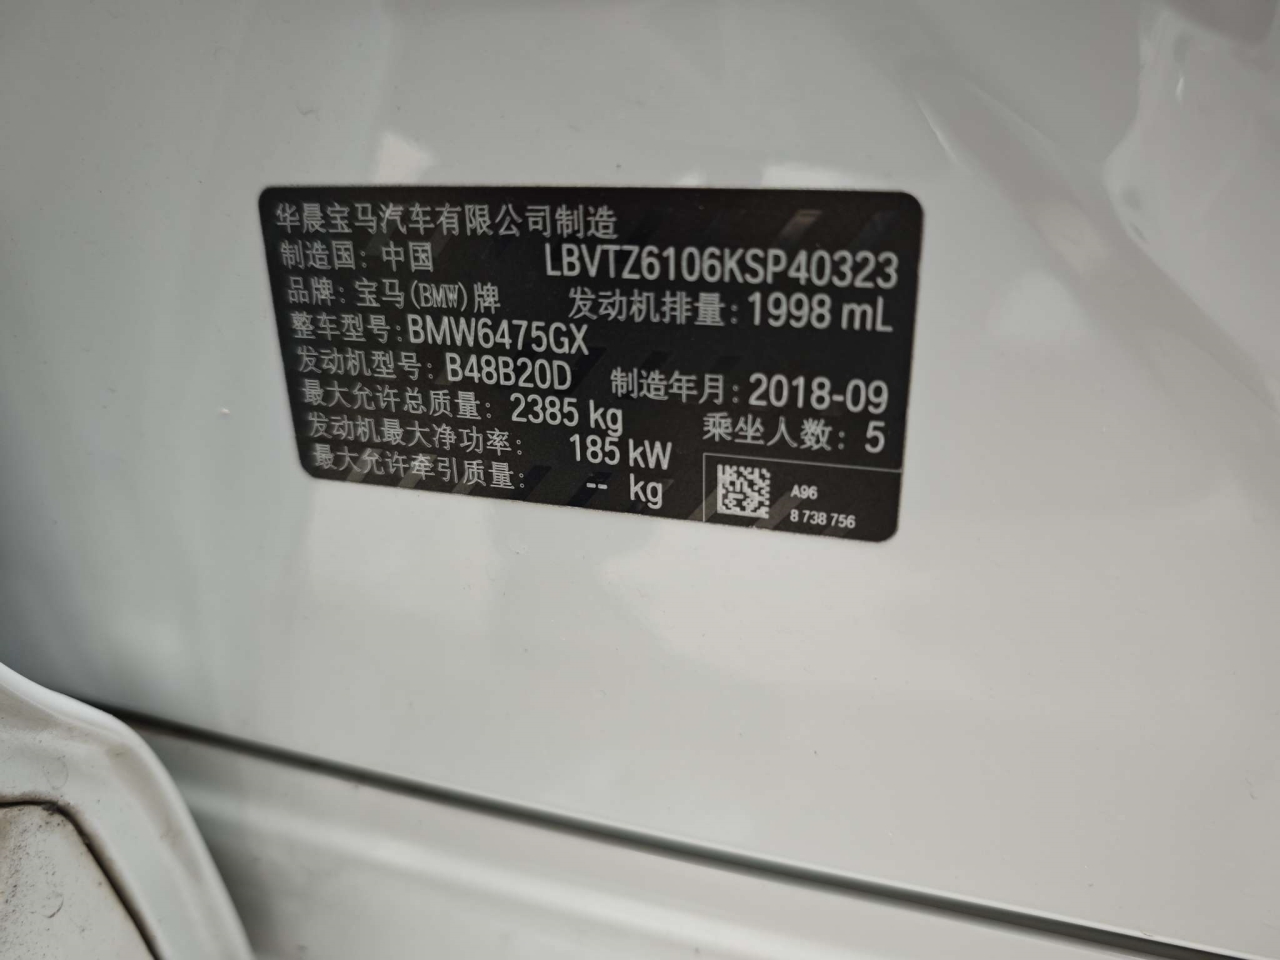 华晨宝马汽车有限公司制造
制造国：中国 LBVTZ6106KSP40323
品牌：宝马(BMW)牌 发动机排量：1998 mL
整车型号：BMW6475GX
发动机型号：B48B20D 制造年月：2018-09
最大允许总质量：2385 kg 乘坐人数：5
发动机最大净功率：185 kW
最大允许牵引质量：-- kg
A96
8 738 756